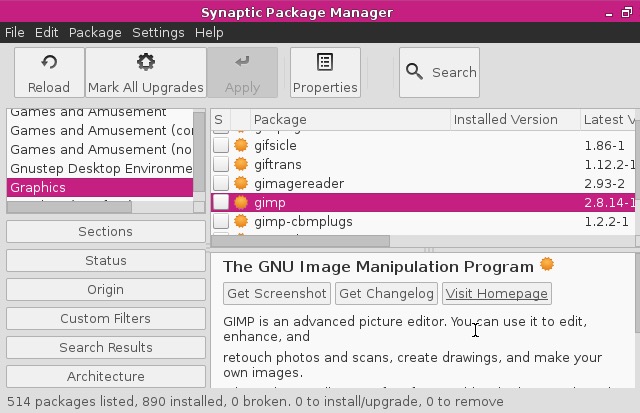 Synaptic Package Manager
File Edit Package Settings Help
Reload Mark All Upgrades Apply Properties Search
Games and Amusement
Games and Amusement (co
Games and Amusement (no
Gnustep Desktop Environme
Graphics
S Package Installed Version Latest V
gifsicle 1.86-1
giftrans 1.12.2-1
gimagereader 2.93-2
gimp 2.8.14-1
gimp-cbmplugs 1.2.2-1
Sections
Status
Origin
Custom Filters
Search Results
Architecture
The GNU Image Manipulation Program
Get Screenshot Get Changelog Visit Homepage
GIMP is an advanced picture editor. You can use it to edit,
enhance, and
retouch photos and scans, create drawings, and make your
own images.
514 packages listed, 890 installed, 0 broken. 0 to install/upgrade, 0 to remove